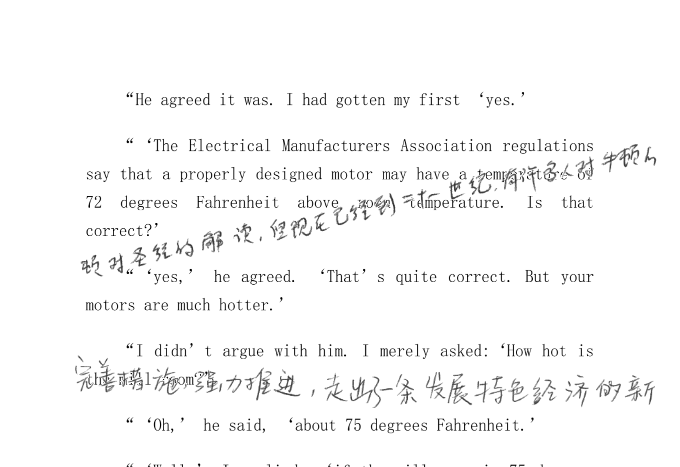 “He agreed it was. I had gotten my first ‘yes.’
“ ‘The Electrical Manufacturers Association regulations
say that a properly designed motor may have a temperature of
72 degrees Fahrenheit above room temperature. Is that
correct?’
顿对圣经的解读,但现在已经到二十一世纪,有许多人对牛顿人
“ ‘yes,’ he agreed. ‘That’s quite correct. But your
motors are much hotter.’
“I didn’t argue with him. I merely asked: ‘How hot is
the mill room?’
完善措施,强力推进,走出了一条发展特色经济的新
“ ‘Oh,’ he said, ‘about 75 degrees Fahrenheit.’